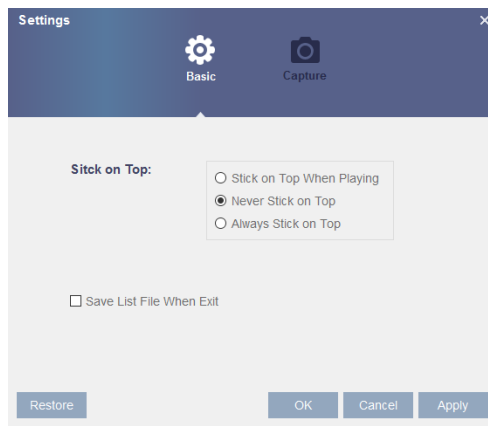 Settings
Basic
Capture
Sitck on Top:
Stick on Top When Playing
Never Stick on Top
Always Stick on Top
Save List File When Exit
Restore
OK
Cancel
Apply